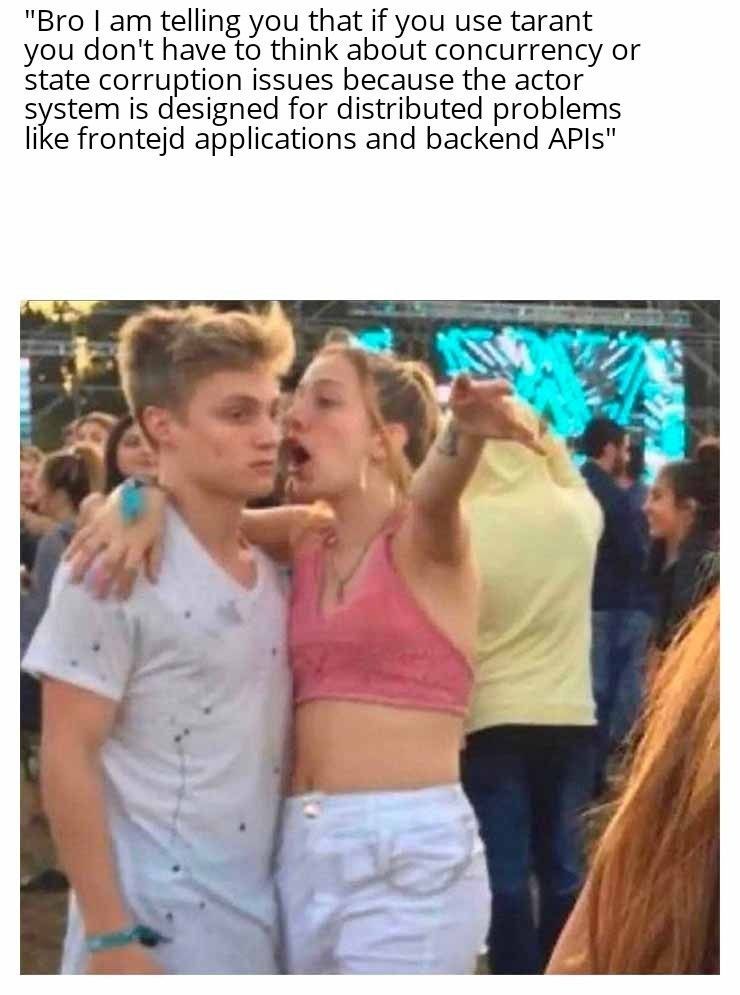 "Bro I am telling you that if you use tarant
you don't have to think about concurrency or
state corruption issues because the actor
system is designed for distributed problems
like frontejd applications and backend APIs"